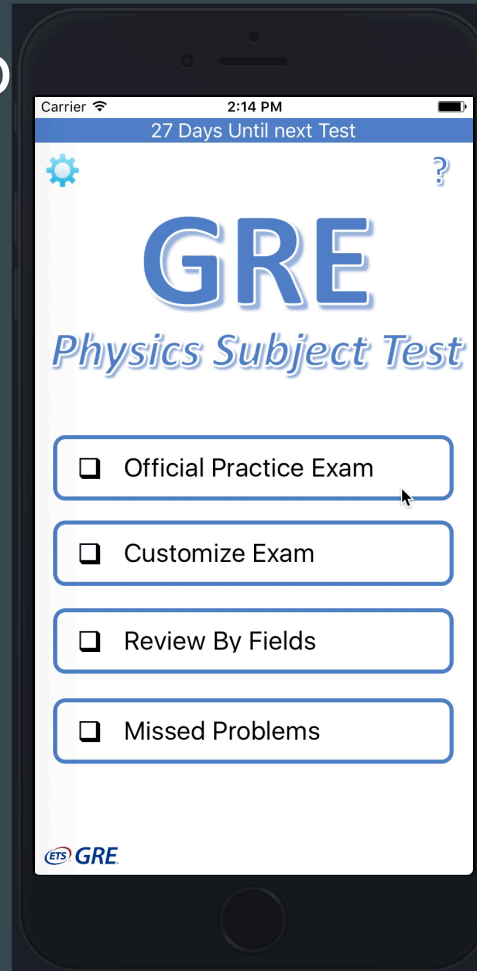 Carrier 2:14 PM
27 Days Until next Test
?
GRE
Physics Subject Test
❑ Official Practice Exam
❑ Customize Exam
❑ Review By Fields
❑ Missed Problems
ETS GRE